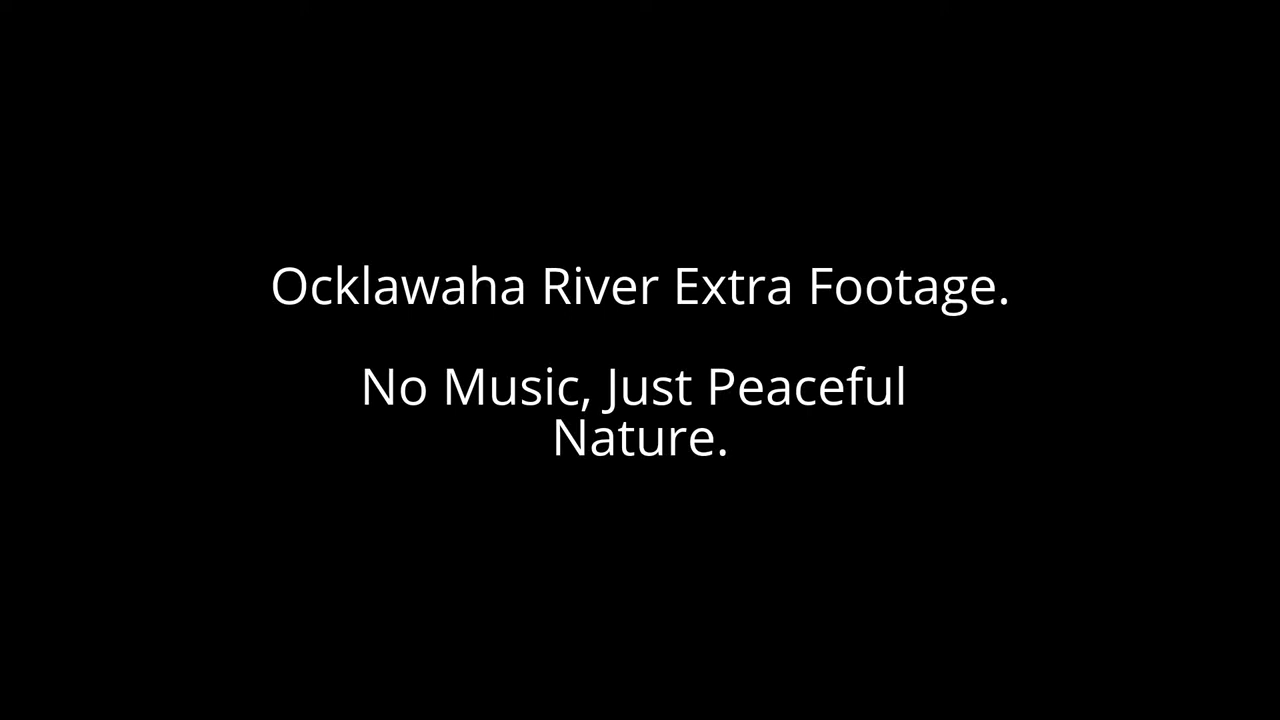 Ocklawaha River Extra Footage.
No Music, Just Peaceful
Nature.